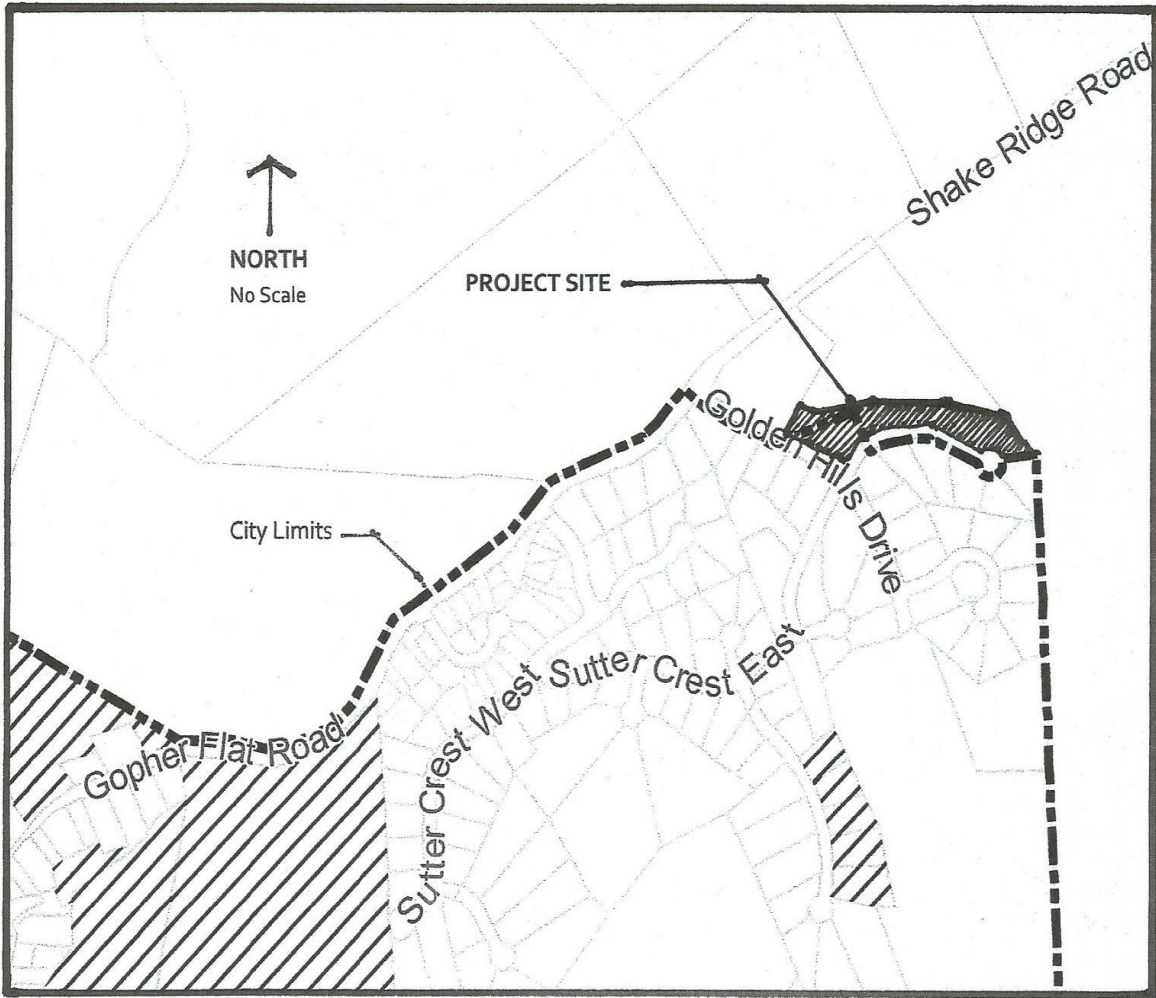 Shake Ridge Road
NORTH
No Scale
PROJECT SITE
Golden Hills Drive
City Limits
Sutter Crest East
Sutter Crest West
Gopher Flat Road